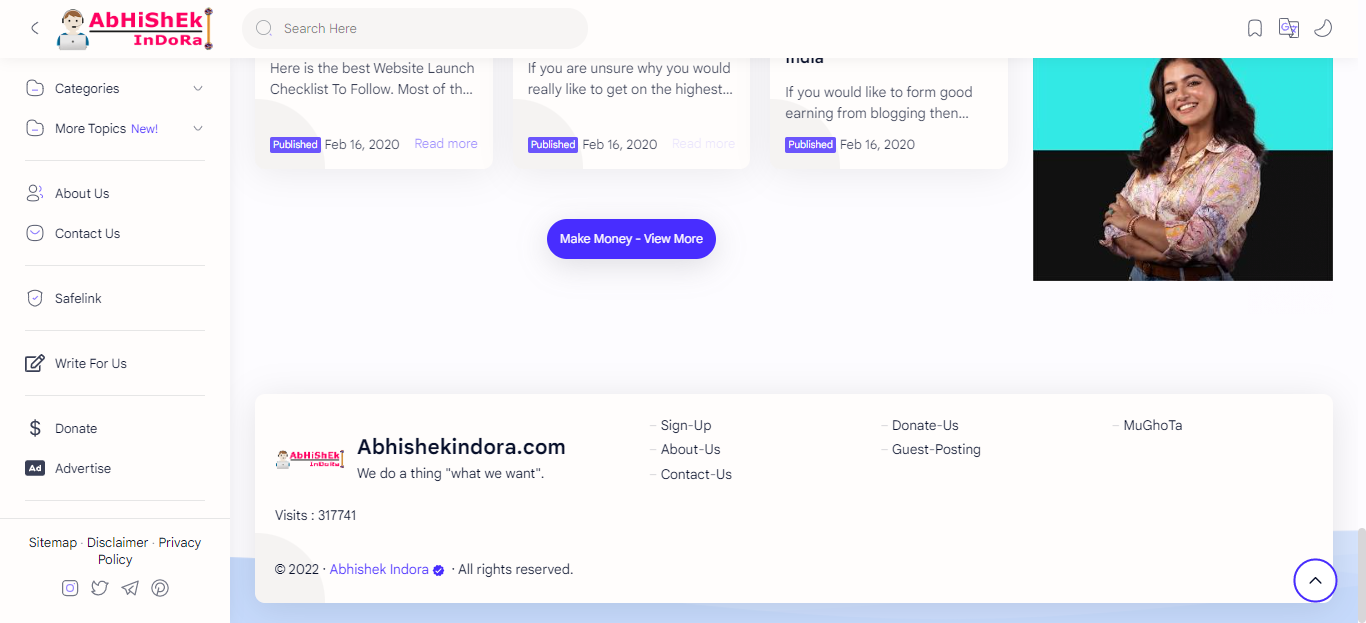 AbHiShEk
InDoRa
Search Here
Categories
More Topics New!
About Us
Contact Us
Safelink
Write For Us
Donate
Ad Advertise
Sitemap · Disclaimer · Privacy
Policy
Here is the best Website Launch
Checklist To Follow. Most of th...
Published Feb 16, 2020 Read more
If you are unsure why you would
really like to get on the highest...
Published Feb 16, 2020 Read more
India
If you would like to form good
earning from blogging then...
Published Feb 16, 2020
Make Money - View More
AbHiShEk
InDoRa
Abhishekindora.com
We do a thing "what we want".
Visits : 317741
– Sign-Up
– About-Us
– Contact-Us
– Donate-Us
– Guest-Posting
– MuGhoTa
© 2022 · Abhishek Indora · All rights reserved.